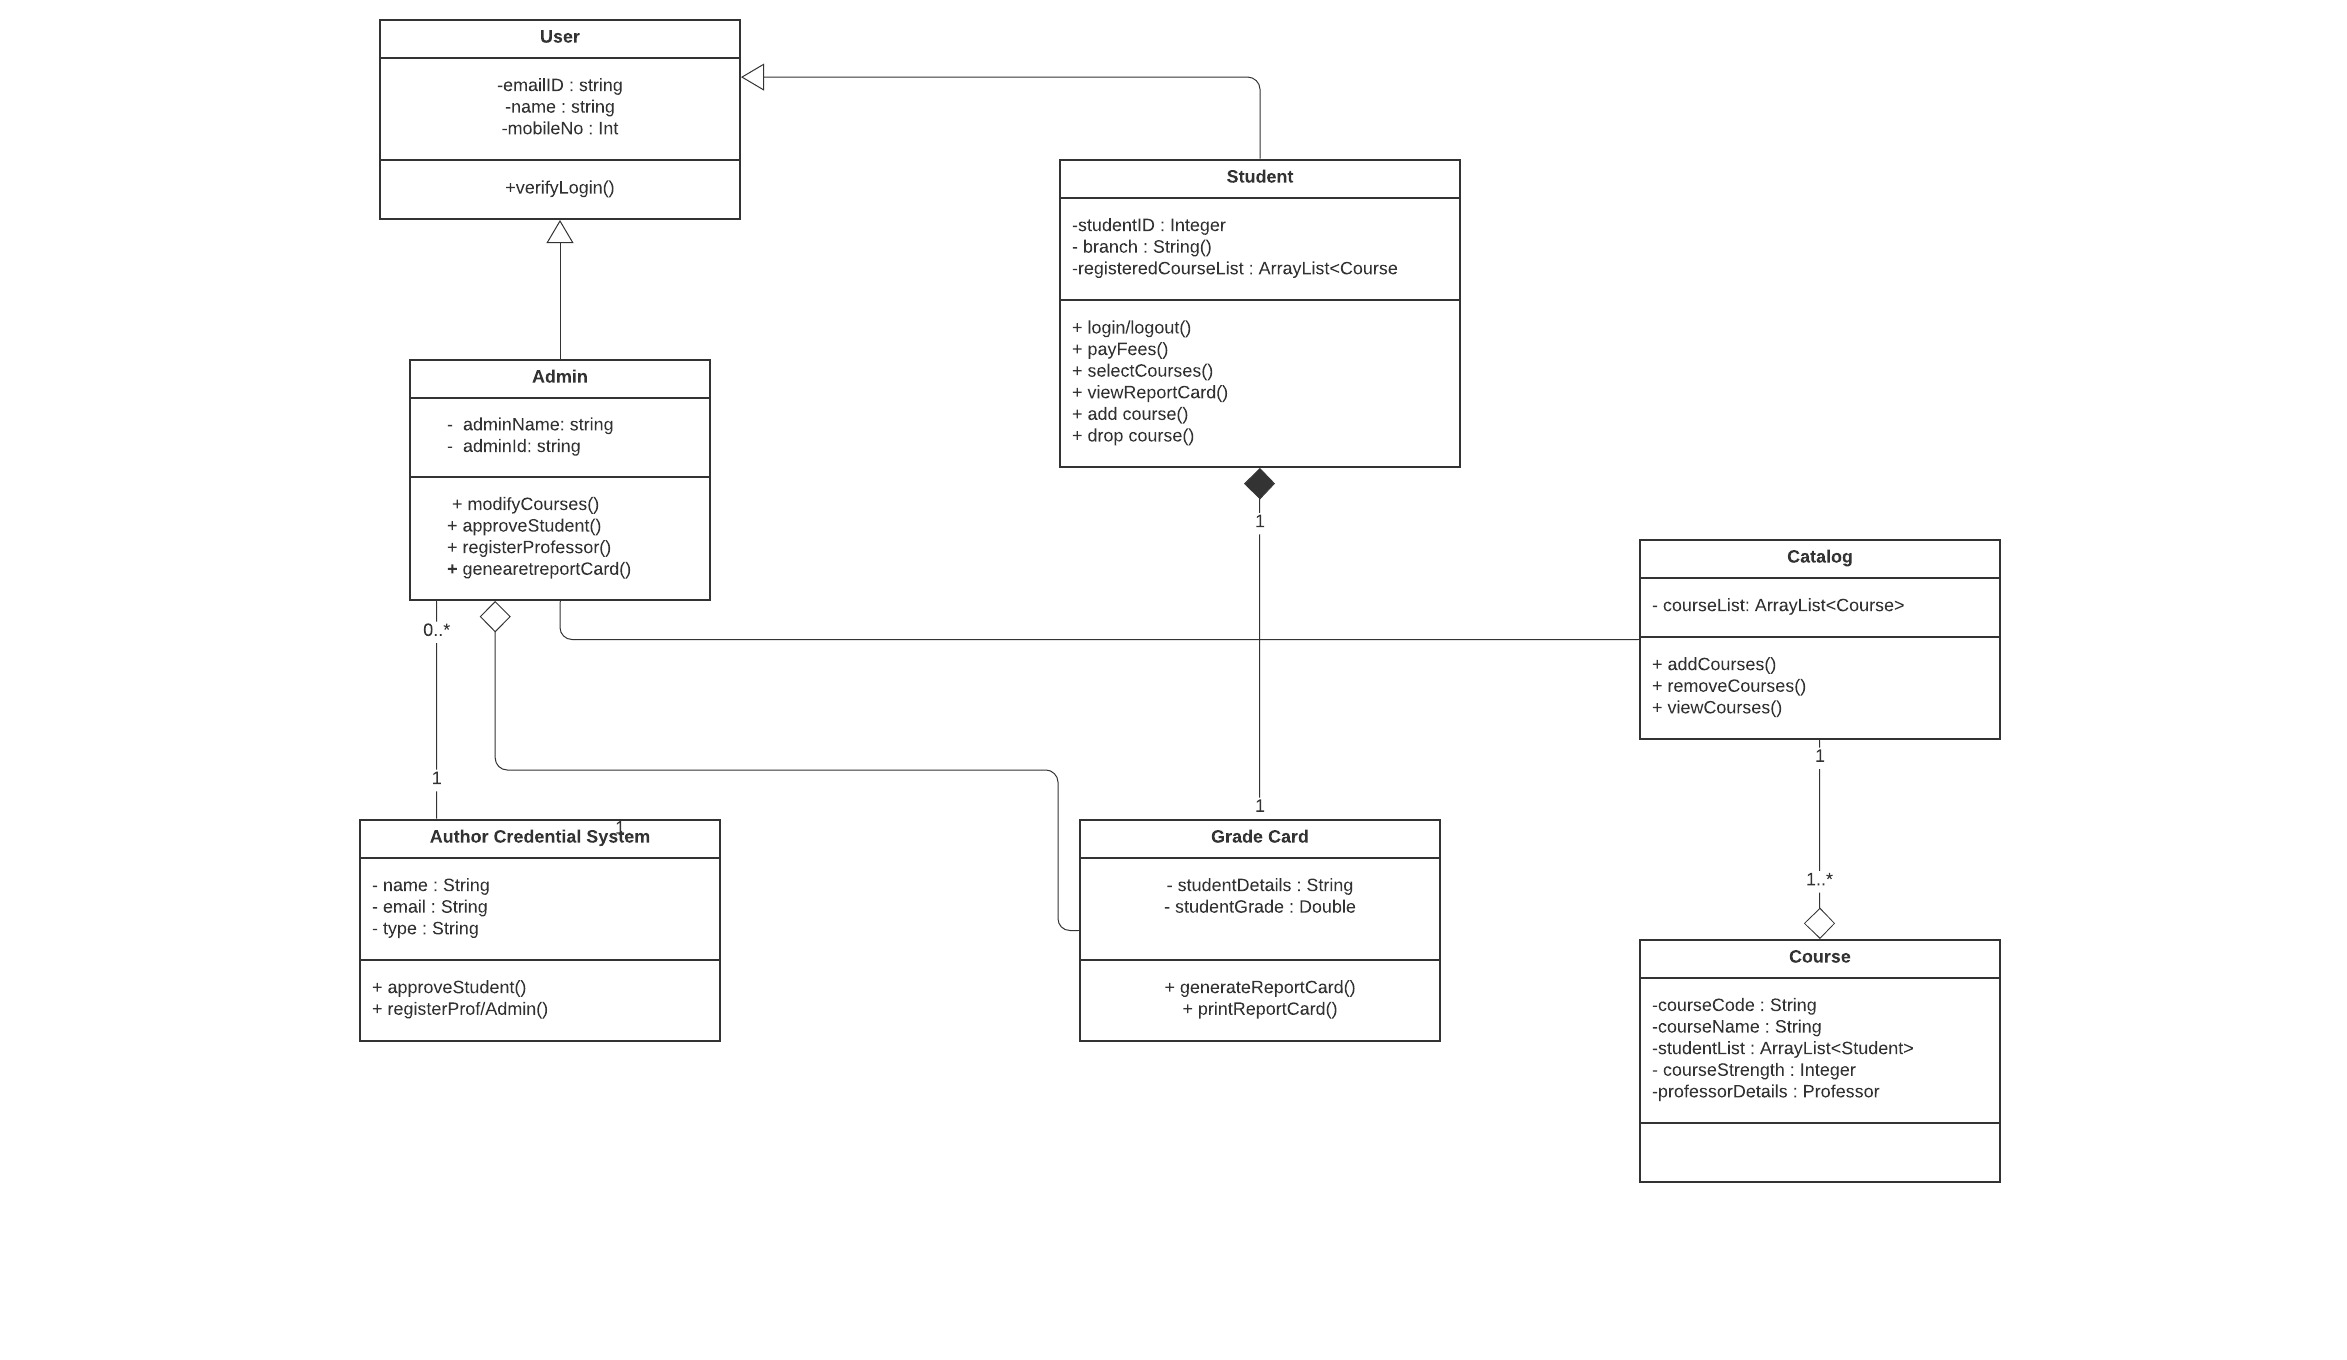 User
-emailID : string
-name : string
-mobileNo : Int
+verifyLogin()
Student
-studentID : Integer
- branch : String()
-registeredCourseList : ArrayList<Course
+ login/logout()
+ payFees()
+ selectCourses()
+ viewReportCard()
+ add course()
+ drop course()
1
1
Admin
- adminName: string
- adminId: string
+ modifyCourses()
+ approveStudent()
+ registerProfessor()
+ genearetreportCard()
0..*
1
Catalog
- courseList: ArrayList<Course>
+ addCourses()
+ removeCourses()
+ viewCourses()
1
1..*
1
Author Credential System
- name : String
- email : String
- type : String
+ approveStudent()
+ registerProf/Admin()
Grade Card
- studentDetails : String
- studentGrade : Double
+ generateReportCard()
+ printReportCard()
Course
-courseCode : String
-courseName : String
-studentList : ArrayList<Student>
- courseStrength : Integer
-professorDetails : Professor